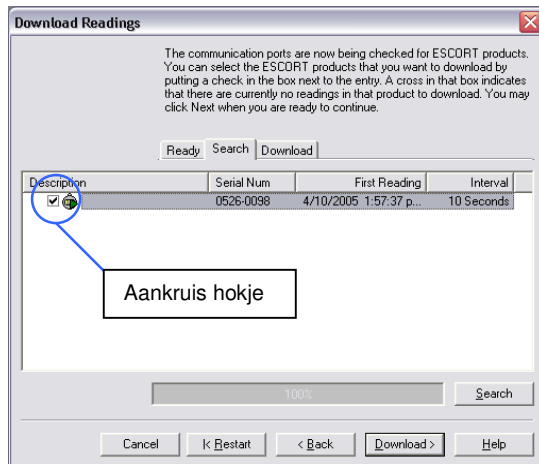 Download Readings
The communication ports are now being checked for ESCORT products.
You can select the ESCORT products that you want to download by
putting a check in the box next to the entry. A cross in that box indicates
that there are currently no readings in that product to download. You may
click Next when you are ready to continue.
Ready Search Download
Description Serial Num First Reading Interval
0526-0098 4/10/2005 1:57:37 p... 10 Seconds
Aankruis hokje
100%
Search
Cancel |< Restart < Back Download > Help